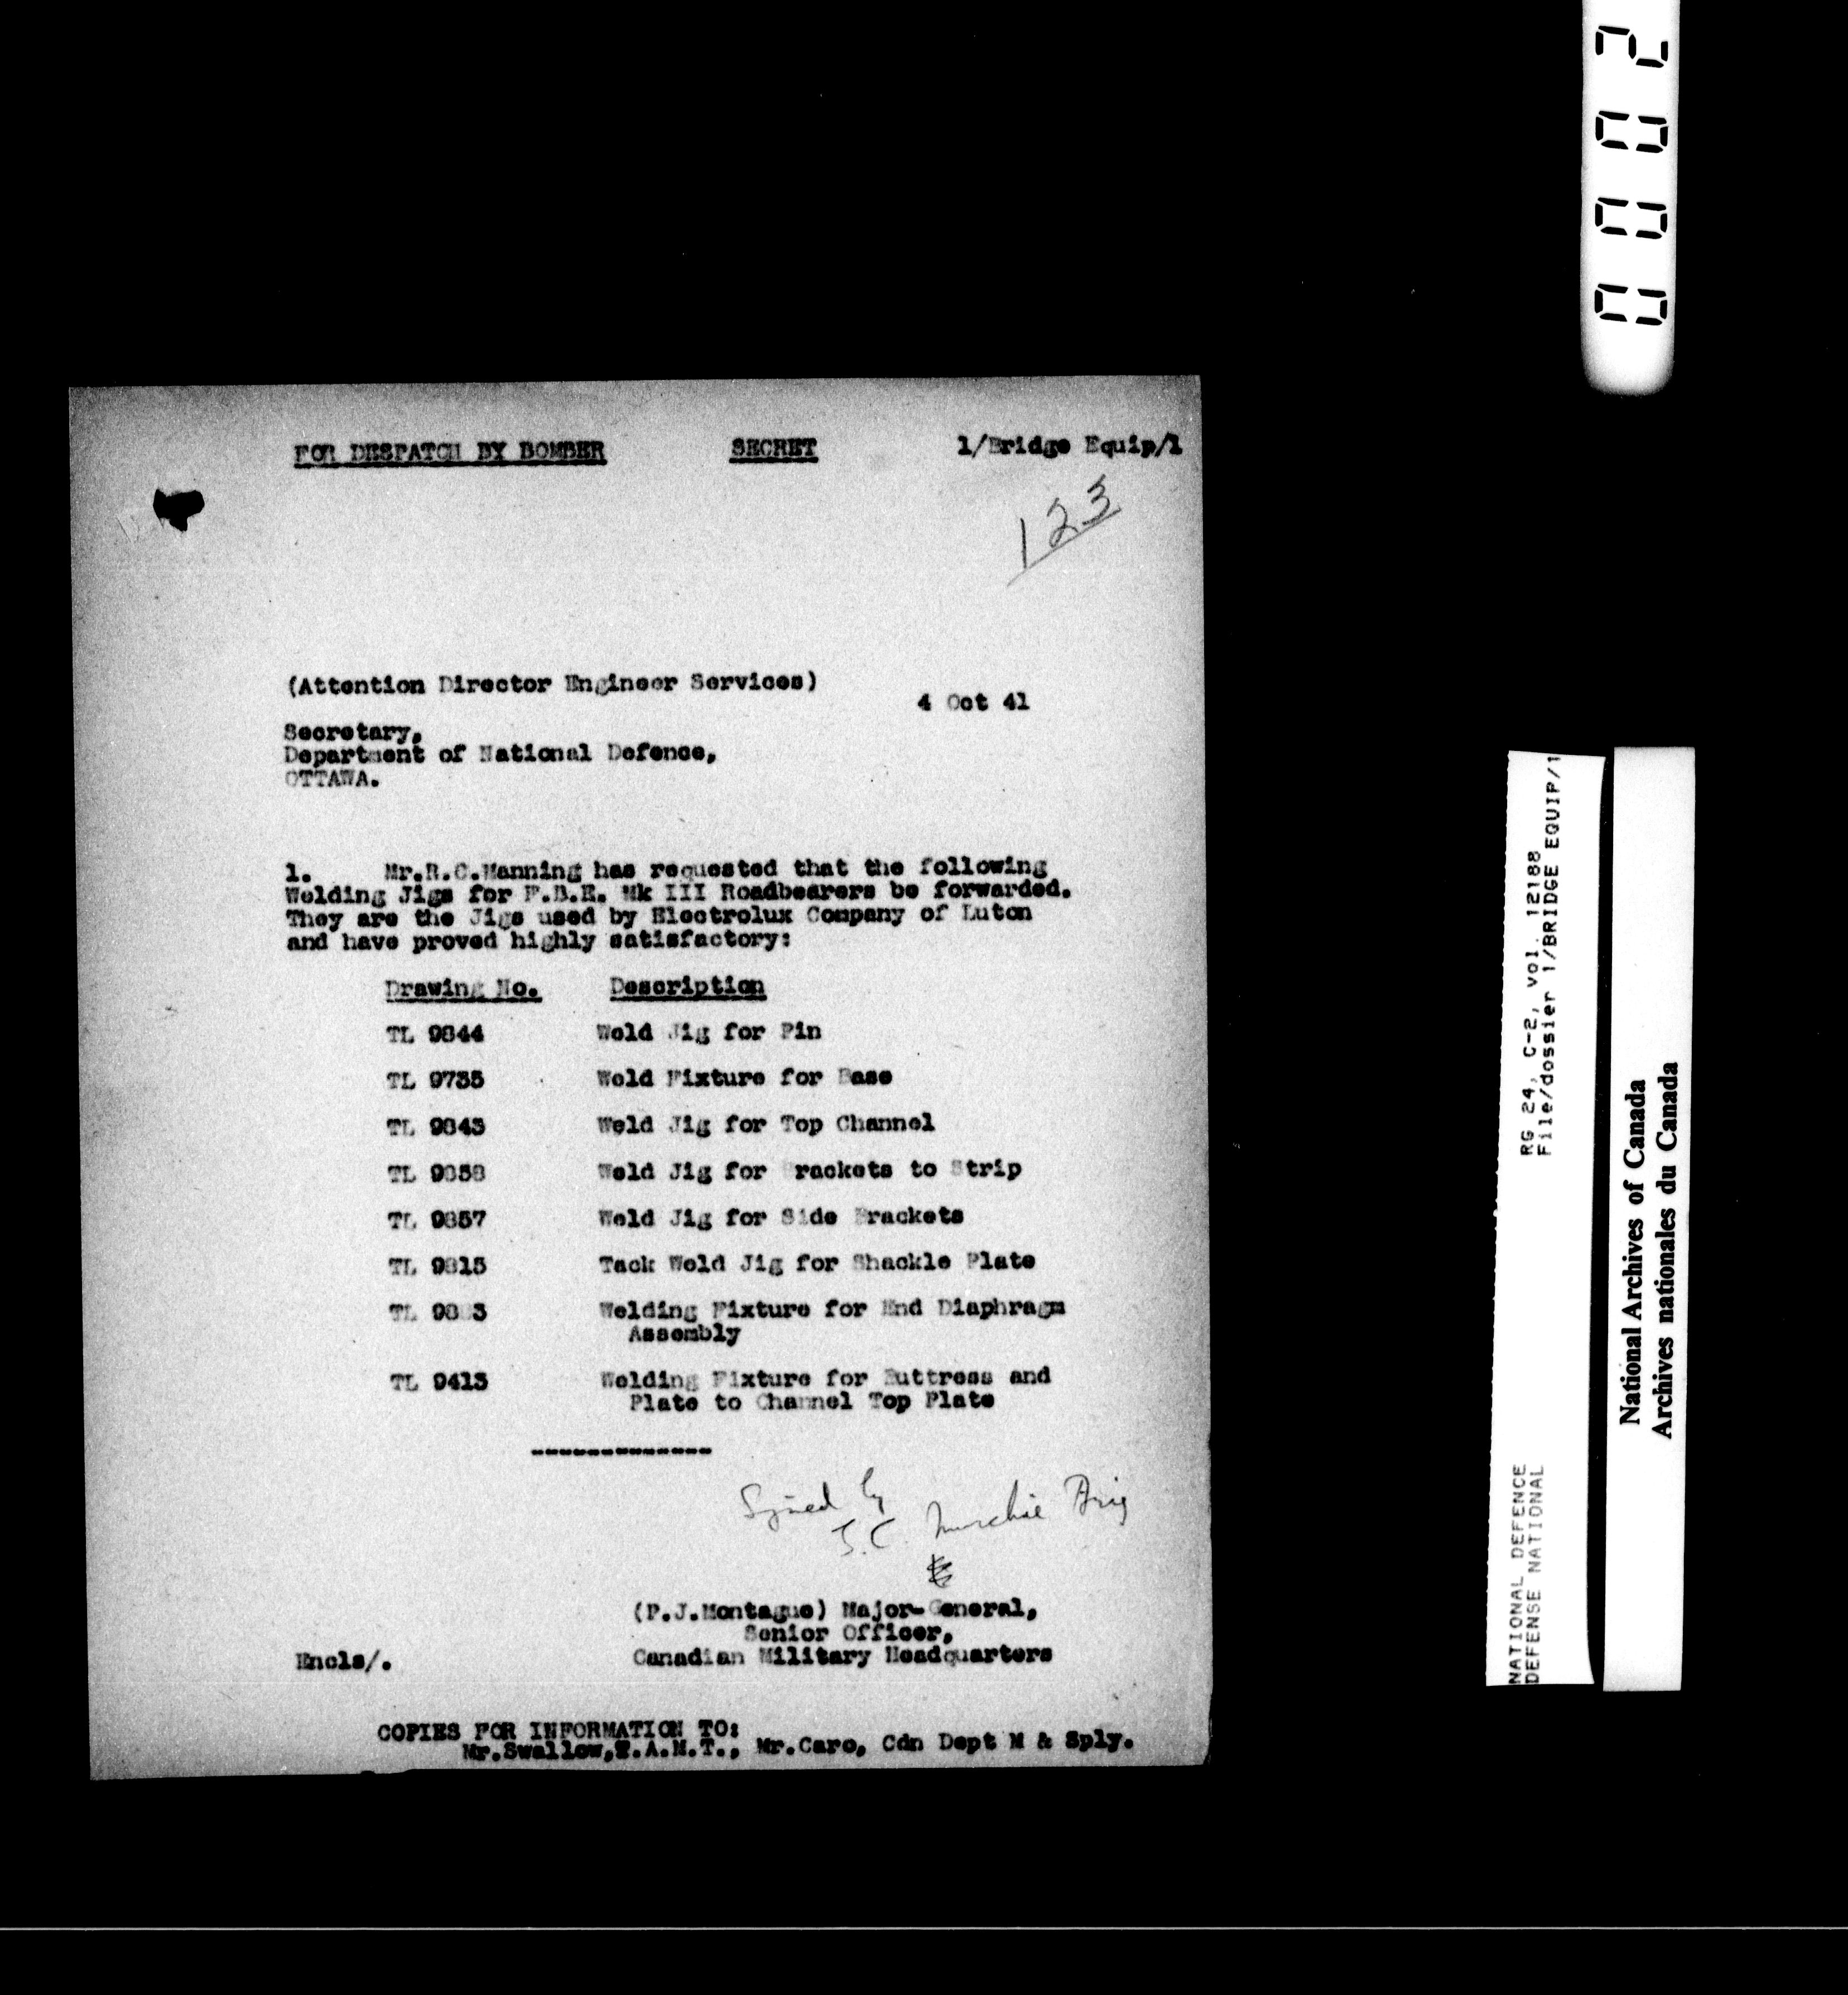 FOR DESPATCH BY BOMBER SECRET 1/Bridge Equip/1
123
(Attention Director Engineer Services)
4 Oct 41
Secretary,
Department of National Defence,
OTTAWA.
1. Mr.R.C.Manning has requested that the following
Welding Jigs for F.B.E. Mk III Roadbearers be forwarded.
They are the Jigs used by Electrolux Company of Luton
and have proved highly satisfactory:
Drawing No. Description
TL 9844 Weld Jig for Pin
TL 9735 Weld Fixture for Base
TL 9843 Weld Jig for Top Channel
TL 9858 Weld Jig for Brackets to Strip
TL 9857 Weld Jig for Side Brackets
TL 9815 Tack Weld Jig for Shackle Plate
TL Welding Fixture for End Diaphragm
Assembly
TL 9413 Welding Fixture for Buttress and
Plate to Channel Top Plate
--------------
Signed by
J.C. Murchie Brig
(P.J.Montague) Major-General,
Senior Officer,
Encls/. Canadian Military Headquarters
COPIES FOR INFORMATION TO:
Mr.Swallow, Mr.Caro, Cdn Dept M & Sply.
0002
RG 24, C-2, vol. 12188
File/dossier 1/BRIDGE EQUIP/1
NATIONAL DEFENCE
DEFENSE NATIONAL
National Archives of Canada
Archives nationales du Canada